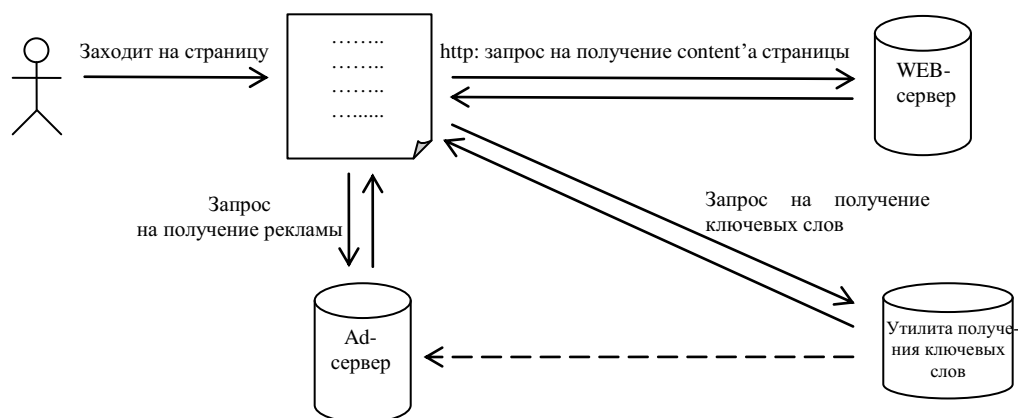 Заходит на страницу
……..
……..
……..
…......
http: запрос на получение content’а страницы
WEB-
сервер
Запрос
на получение рекламы
Запрос на получение
ключевых слов
Ad-
сервер
Утилита получе-
ния ключевых
слов